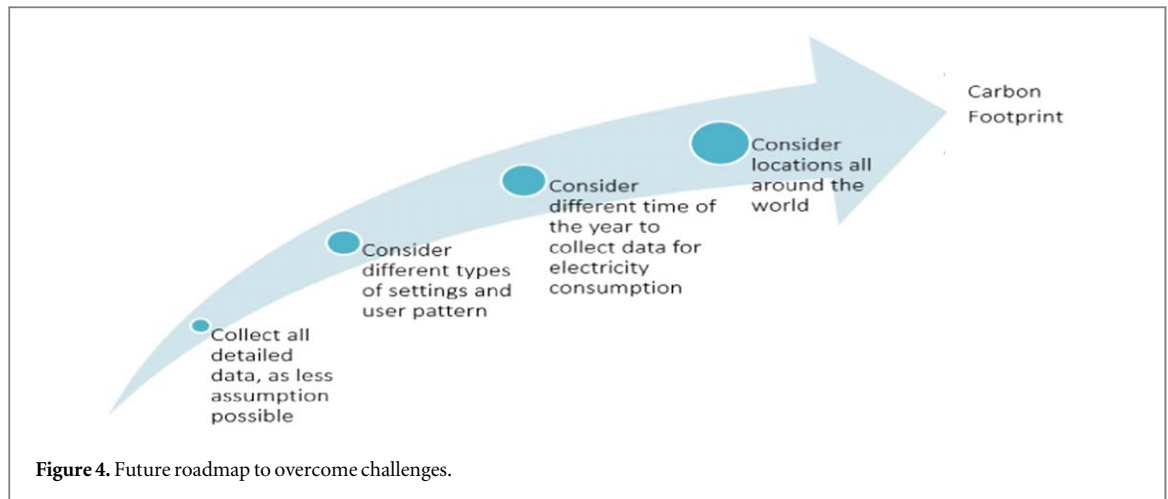 Carbon
Footprint
Consider
locations all
around the
world
Consider
different time of
the year to
collect data for
electricity
consumption
Consider
different types
of settings and
user pattern
Collect all
detailed
data, as less
assumption
possible
Figure 4. Future roadmap to overcome challenges.